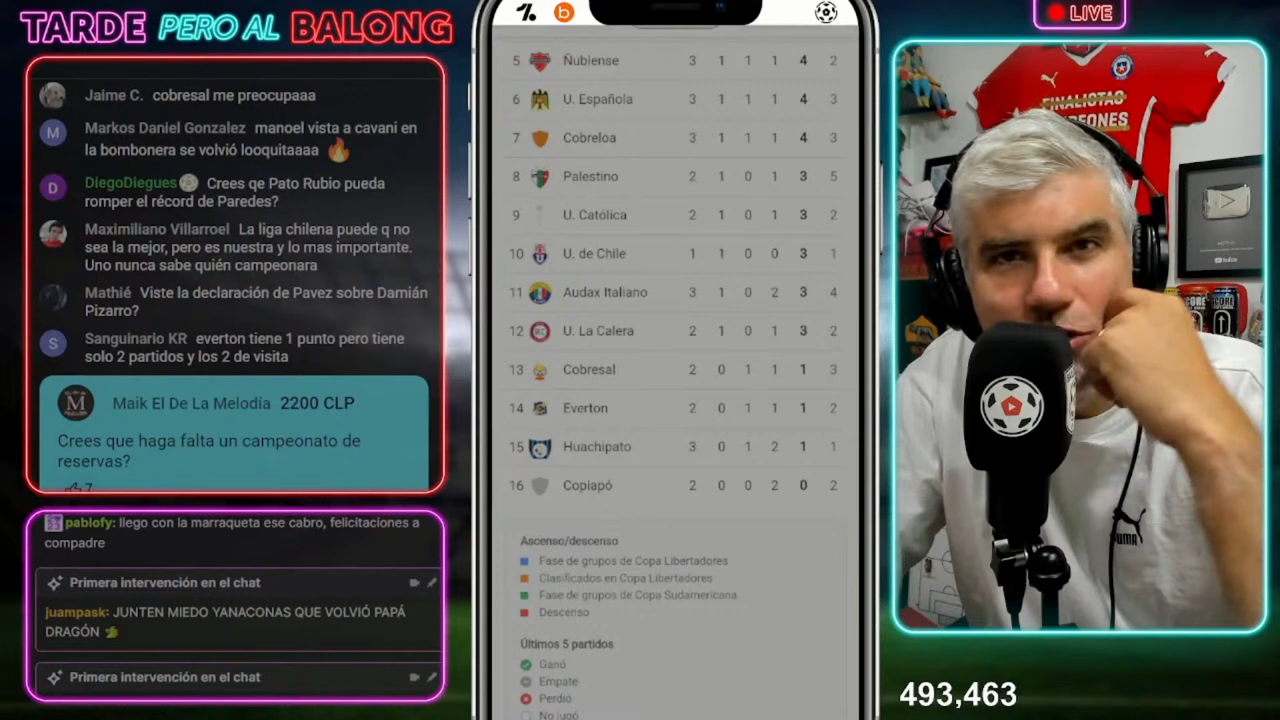 TARDE PERO AL BALONG
Jaime C. cobresal me preocupaaa
M Markos Daniel Gonzalez manoel vista a cavani en
la bombonera se volvió looquitaaaa
D DiegoDiegues Crees qe Pato Rubio pueda
romper el récord de Paredes?
Maximiliano Villarroel La liga chilena puede q no
sea la mejor, pero es nuestra y lo mas importante.
Uno nunca sabe quién campeonara
Mathié Viste la declaración de Pavez sobre Damián
Pizarro?
S Sanguinario KR everton tiene 1 punto pero tiene
solo 2 partidos y los 2 de visita
M Maik El De La Melodía 2200 CLP
Crees que haga falta un campeonato de
reservas?
7
pablofy: llego con la marraqueta ese cabro, felicitaciones a
compadre
Primera intervención en el chat
juampask: JUNTEN MIEDO YANACONAS QUE VOLVIÓ PAPÁ
DRAGÓN
Primera intervención en el chat
b
5 Ñublense 3 1 1 1 4 2
6 U. Española 3 1 1 1 4 3
7 Cobreloa 3 1 1 1 4 3
8 Palestino 2 1 0 1 3 5
9 U. Católica 2 1 0 1 3 2
10 U. de Chile 1 1 0 0 3 1
11 Audax Italiano 3 1 0 2 3 4
12 U. La Calera 2 1 0 1 3 2
13 Cobresal 2 0 1 1 1 3
14 Everton 2 0 1 1 1 2
15 Huachipato 3 0 1 2 1 1
16 Copiapó 2 0 0 2 0 2
Ascenso/descenso
Fase de grupos de Copa Libertadores
Clasificados en Copa Libertadores
Fase de grupos de Copa Sudamericana
Descenso
Últimos 5 partidos
Ganó
Empate
Perdió
No jugó
LIVE
FINALISTAS
CORE
PUMA
493,463